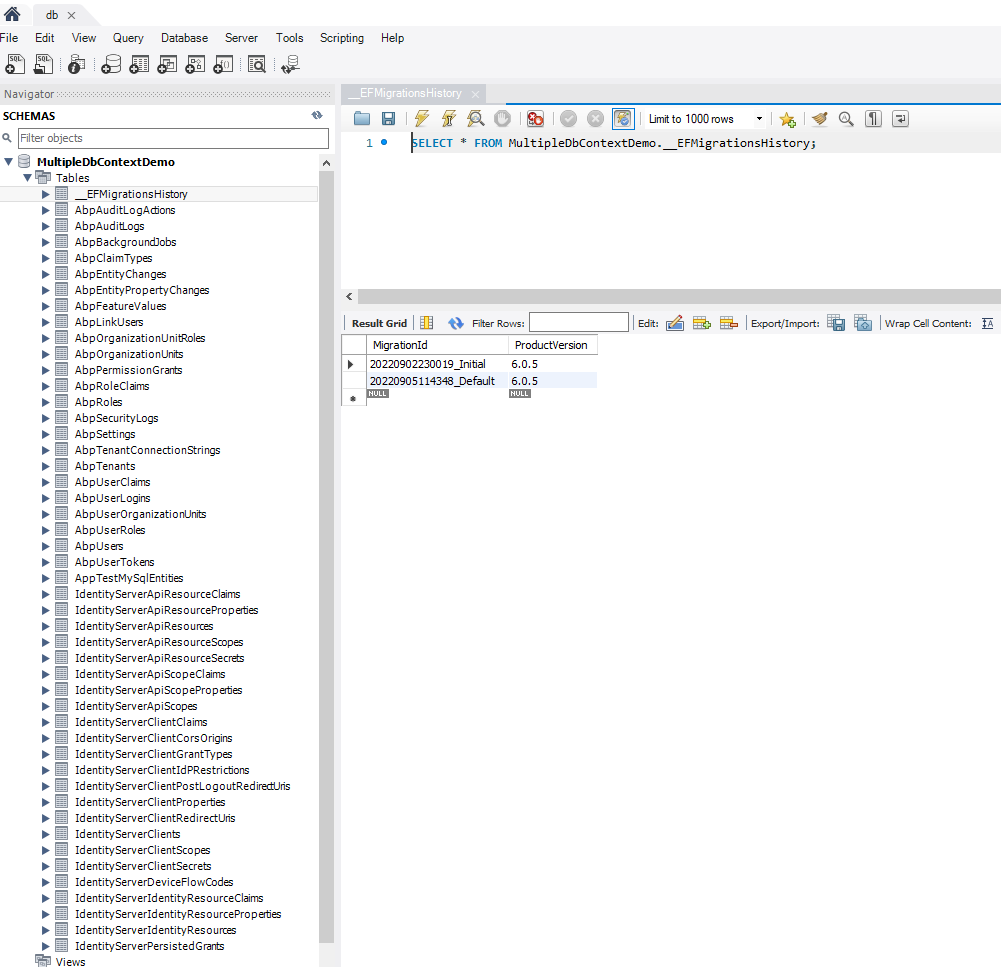 db
File Edit View Query Database Server Tools Scripting Help
SQL SQL
Navigator
SCHEMAS
Filter objects
MultipleDbContextDemo
Tables
__EFMigrationsHistory
AbpAuditLogActions
AbpAuditLogs
AbpBackgroundJobs
AbpClaimTypes
AbpEntityChanges
AbpEntityPropertyChanges
AbpFeatureValues
AbpLinkUsers
AbpOrganizationUnitRoles
AbpOrganizationUnits
AbpPermissionGrants
AbpRoleClaims
AbpRoles
AbpSecurityLogs
AbpSettings
AbpTenantConnectionStrings
AbpTenants
AbpUserClaims
AbpUserLogins
AbpUserOrganizationUnits
AbpUserRoles
AbpUsers
AbpUserTokens
AppTestMySqlEntities
IdentityServerApiResourceClaims
IdentityServerApiResourceProperties
IdentityServerApiResources
IdentityServerApiResourceScopes
IdentityServerApiResourceSecrets
IdentityServerApiScopeClaims
IdentityServerApiScopeProperties
IdentityServerApiScopes
IdentityServerClientClaims
IdentityServerClientCorsOrigins
IdentityServerClientGrantTypes
IdentityServerClientIdPRestrictions
IdentityServerClientPostLogoutRedirectUris
IdentityServerClientProperties
IdentityServerClientRedirectUris
IdentityServerClients
IdentityServerClientScopes
IdentityServerClientSecrets
IdentityServerDeviceFlowCodes
IdentityServerIdentityResourceClaims
IdentityServerIdentityResourceProperties
IdentityServerIdentityResources
IdentityServerPersistedGrants
Views
__EFMigrationsHistory
Limit to 1000 rows
1 SELECT * FROM MultipleDbContextDemo.__EFMigrationsHistory;
Result Grid Filter Rows: Edit: Export/Import: Wrap Cell Content:
MigrationId ProductVersion
20220902230019_Initial 6.0.5
20220905114348_Default 6.0.5
NULL NULL